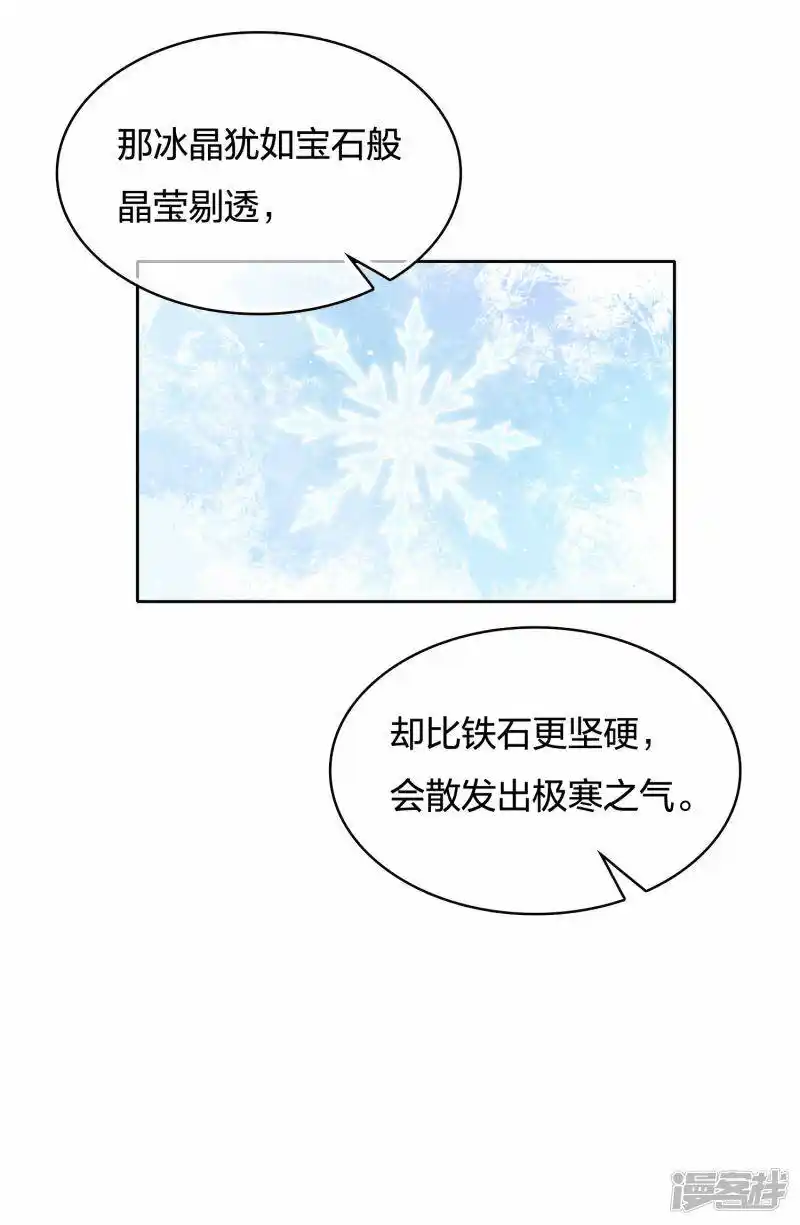 那冰晶犹如宝石般
晶莹剔透，
却比铁石更坚硬，
会散发出极寒之气。
漫客栈